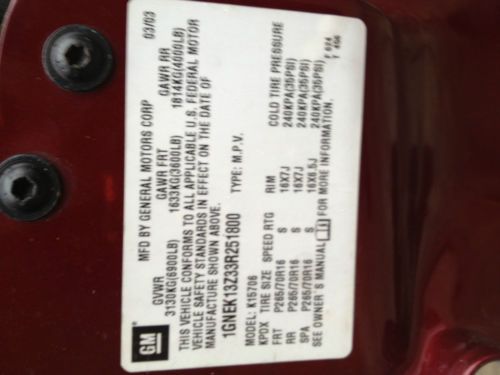 GM
MFD BY GENERAL MOTORS CORP 03/03
GVWR GAWR FRT GAWR RR
3130KG(6900LB) 1633KG(3600LB) 1814KG(4000LB)
THIS VEHICLE CONFORMS TO ALL APPLICABLE U.S. FEDERAL MOTOR
VEHICLE SAFETY STANDARDS IN EFFECT ON THE DATE OF
MANUFACTURE SHOWN ABOVE.
1GNEK13Z33R251800 TYPE: M.P.V.
MODEL: K15706
KPDX TIRE SIZE SPEED RTG RIM COLD TIRE PRESSURE
FRT P265/70R16 S 16X7J 240KPA(35PSI)
RR P265/70R16 S 16X7J 240KPA(35PSI)
SPA P265/70R16 S 16X6.5J 240KPA(35PSI)
SEE OWNER'S MANUAL FOR MORE INFORMATION.